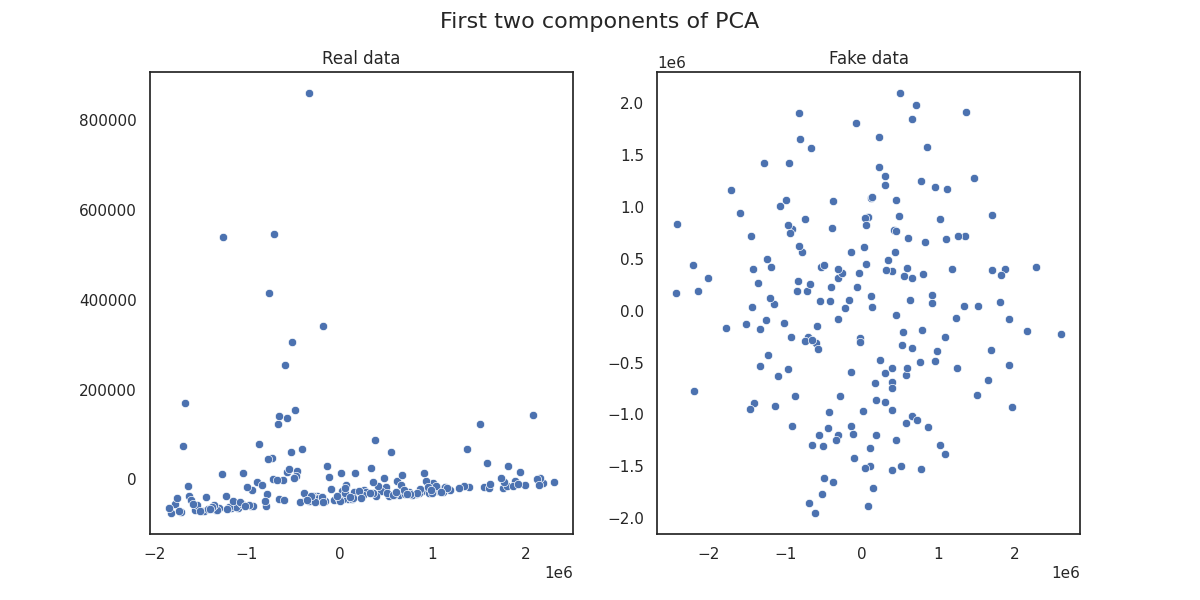 First two components of PCA
Real data
800000
600000
400000
200000
0
−2 −1 0 1 2
1e6
Fake data
1e6
2.0
1.5
1.0
0.5
0.0
−0.5
−1.0
−1.5
−2.0
−2 −1 0 1 2
1e6